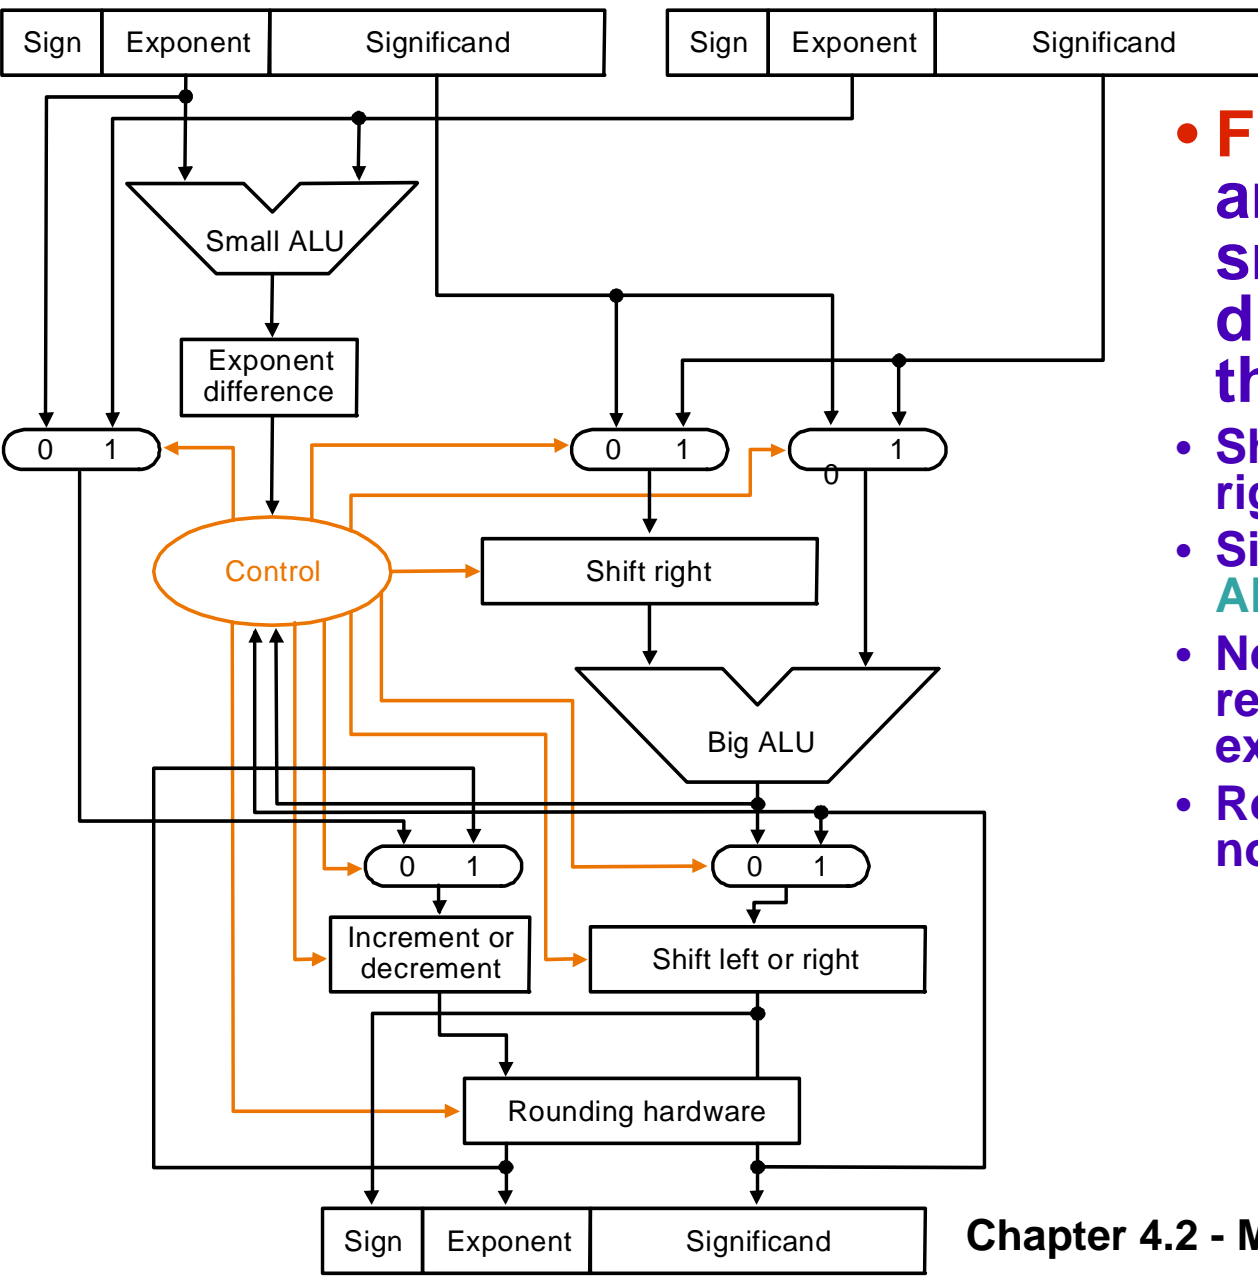 Sign Exponent Significand Sign Exponent Significand
Small ALU
Exponent
difference
0 1 0 1 0 1
Control
Shift right
Big ALU
0 1 0 1
Increment or
decrement
Shift left or right
Rounding hardware
Sign Exponent Significand
Chapter 4.2 -